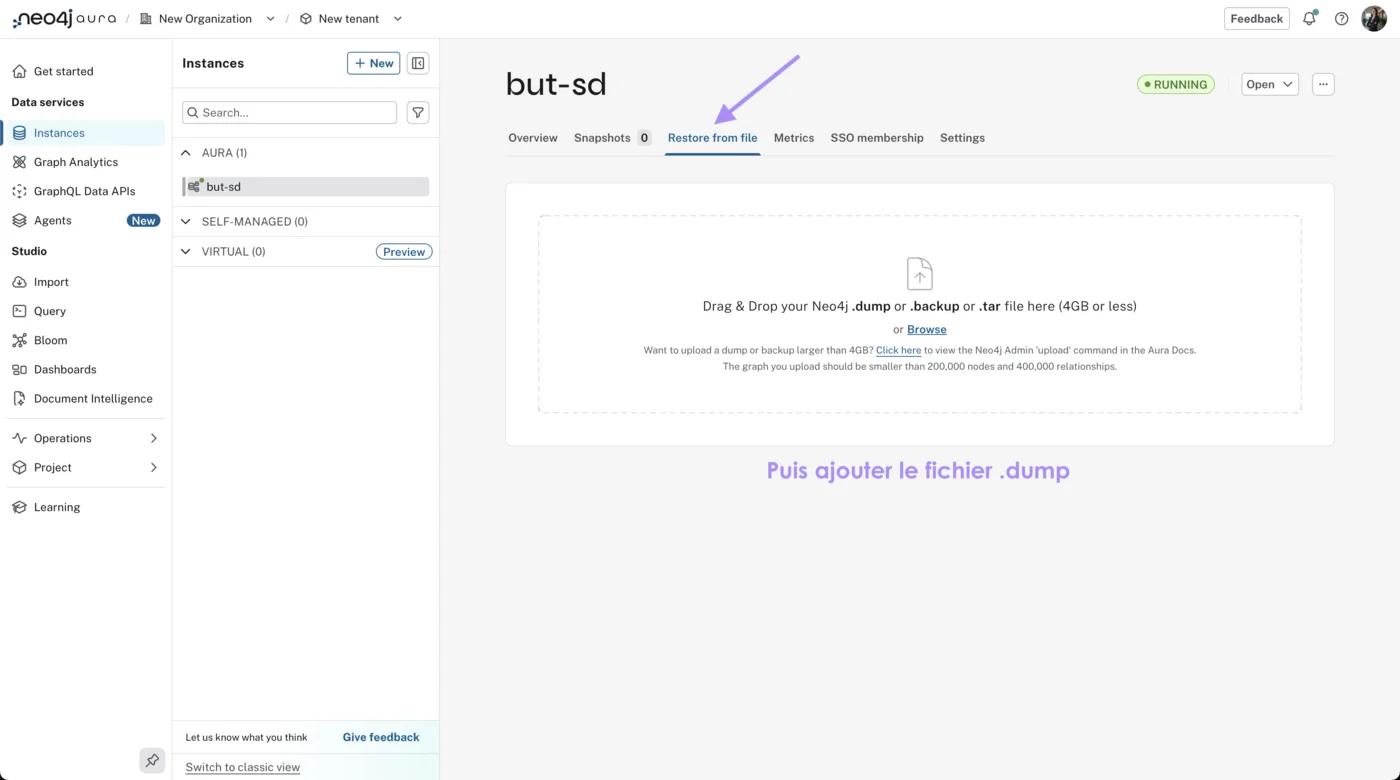 neo4j aura / New Organization / New tenant
Feedback
Get started
Data services
Instances
Graph Analytics
GraphQL Data APIs
Agents New
Studio
Import
Query
Bloom
Dashboards
Document Intelligence
Operations
Project
Learning
Instances
+ New
Search...
AURA (1)
but-sd
SELF-MANAGED (0)
VIRTUAL (0) Preview
Let us know what you think Give feedback
Switch to classic view
but-sd
RUNNING
Open
...
Overview Snapshots 0 Restore from file Metrics SSO membership Settings
Drag & Drop your Neo4j .dump or .backup or .tar file here (4GB or less)
or Browse
Want to upload a dump or backup larger than 4GB? Click here to view the Neo4j Admin 'upload' command in the Aura Docs.
The graph you upload should be smaller than 200,000 nodes and 400,000 relationships.
Puis ajouter le fichier .dump